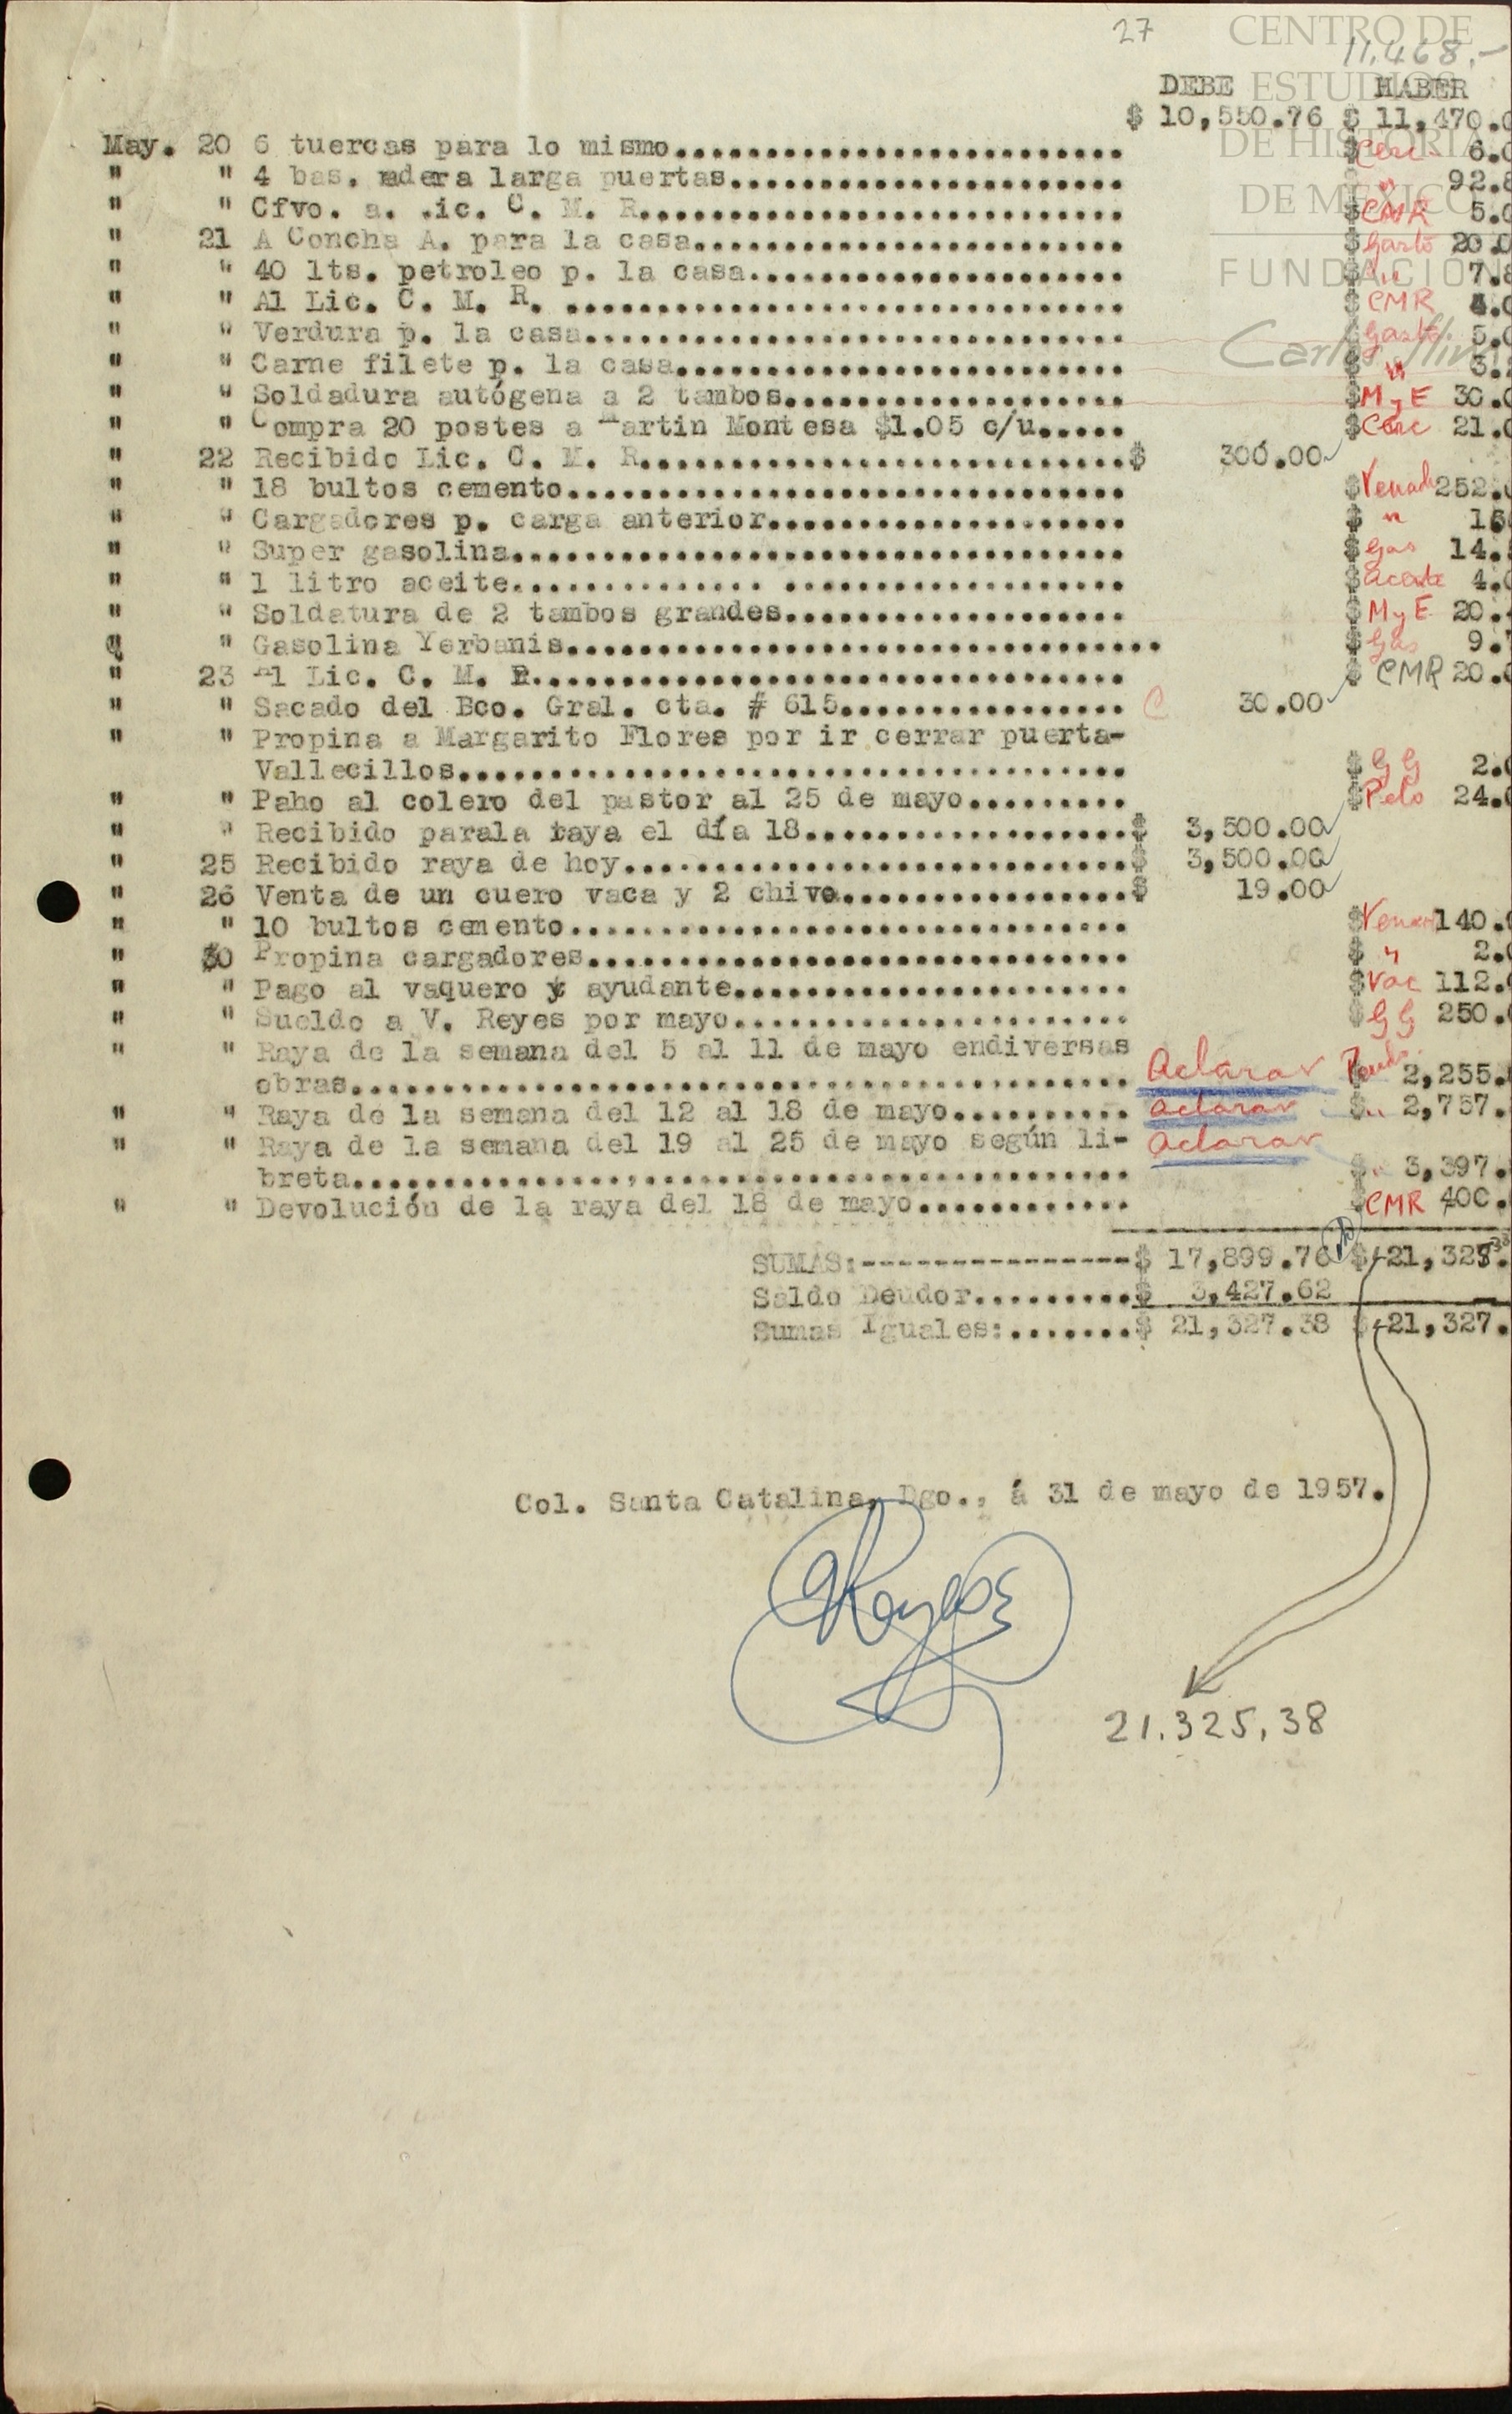 27
CENTRO DE
11,468.-
ESTUDIOS
DEBE HABER
$ 10,550.76 $ 11,470.0
DE HISTORIA
May. 20 6 tuercas para lo mismo.......................... $ Cerc 6.0
" " 4 bas. madera larga puertas....................... $ " 92.8
DE MEXICO
" " Cfvo. a. .ic. C. M. R............................. $ CMR 5.0
" 21 A Concha A. para la casa......................... $ Gasto 20.0
" " 40 lts. petroleo p. la casa...................... $ " 7.8
FUNDACIÓN
" " Al Lic. C. M. R. ................................ $ CMR 4.0
" " Verdura p. la casa............................... $ Gasto 5.0
Carlos Slim
" " Carne filete p. la casa.......................... $ " 3.
" " Soldadura autógena a 2 tambos.................... $ M y E 30.0
" " Compra 20 postes a Martin Montesa $1.05 c/u..... $ Cerc 21.0
" 22 Recibido Lic. C. M. R............................$ 300.00
" " 18 bultos cemento................................ $ Venado 252.0
" " Cargadores p. carga anterior..................... $ "
" " Super gasolina................................... $ Gas 14.
" " 1 litro aceite.............. .................... $ aceite 4.0
" " Soldatura de 2 tambos grandes.................... $ M y E 20.
" " Gasolina Yerbanis................................. $ Gas 9.
" 23 Al Lic. C. M. R................................. $ CMR 20.0
" " Sacado del Bco. Gral. cta. # 615................. C 30.00
" " Propina a Margarito Flores por ir cerrar puerta-
Vallecillos..................................... $ G G 2.0
" " Paho al colero del pastor al 25 de mayo......... $ Pelo 24.0
" " Recibido parala raya el día 18...................$ 3,500.00
" 25 Recibido raya de hoy.............................$ 3,500.00
" 26 Venta de un cuero vaca y 2 chivo.................$ 19.00
" " 10 bultos cemento................................ $ Venado 140.0
" 30 Propina cargadores............................... $ " 2.0
" " Pago al vaquero y ayudante....................... $ Vac 112.0
" " Sueldo a V. Reyes por mayo....................... $ G G 250.0
" " Raya de la semana del 5 al 11 de mayo endiversas
obras........................................... Aclarar $ 2,255.
" " Raya de la semana del 12 al 18 de mayo.......... aclarar $ " 2,757.
" " Raya de la semana del 19 al 25 de mayo según li- aclarar
breta........................................... $ " 3,397.
" " Devolución de la raya del 18 de mayo............ $ CMR 400.
SUMAS:----------------$ 17,899.76 $ 21,325.38
Saldo Deudor..........$ 3,427.62
Sumas Iguales:.......$ 21,327.38 $ 21,327.
Col. Santa Catalina, Dgo., á 31 de mayo de 1957.
VReyes
21.325,38